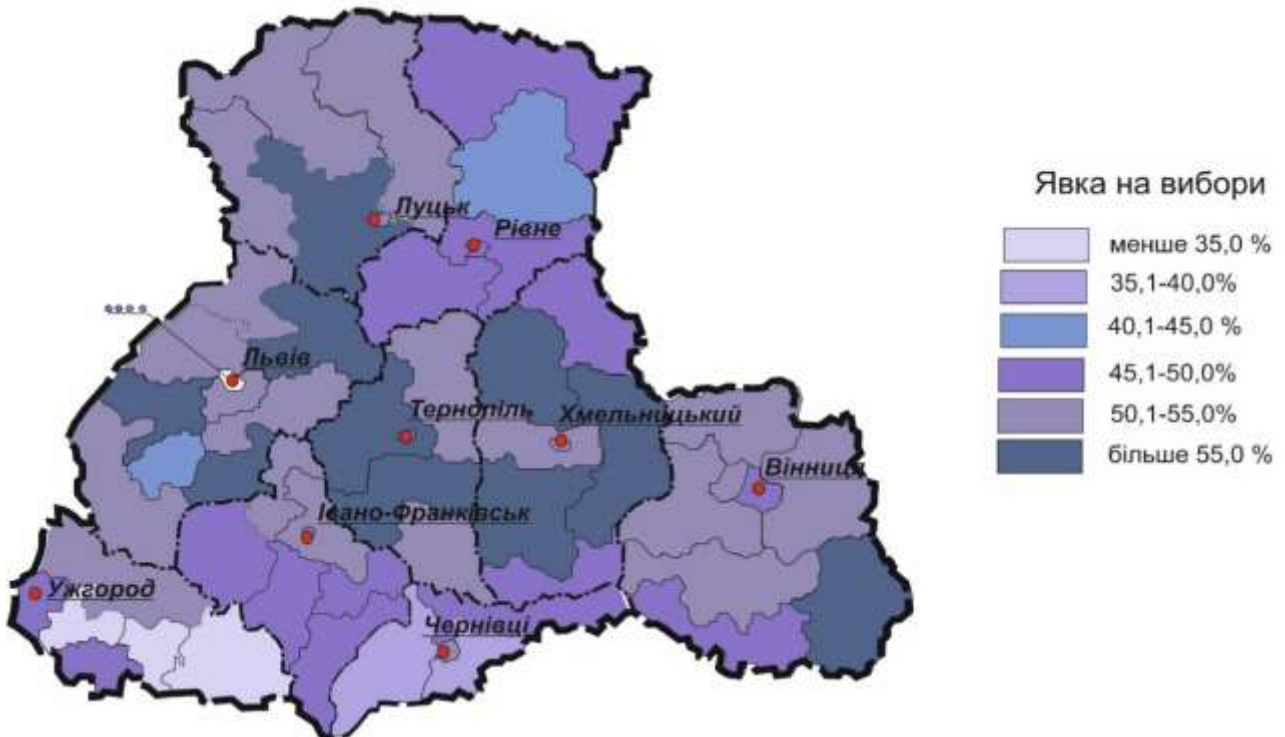 Луцьк
Рівне
Львів
Тернопіль
Хмельницький
Вінниця
Івано-Франківськ
Ужгород
Чернівці
Явка на вибори
менше 35,0 %
35,1-40,0%
40,1-45,0 %
45,1-50,0%
50,1-55,0%
більше 55,0 %